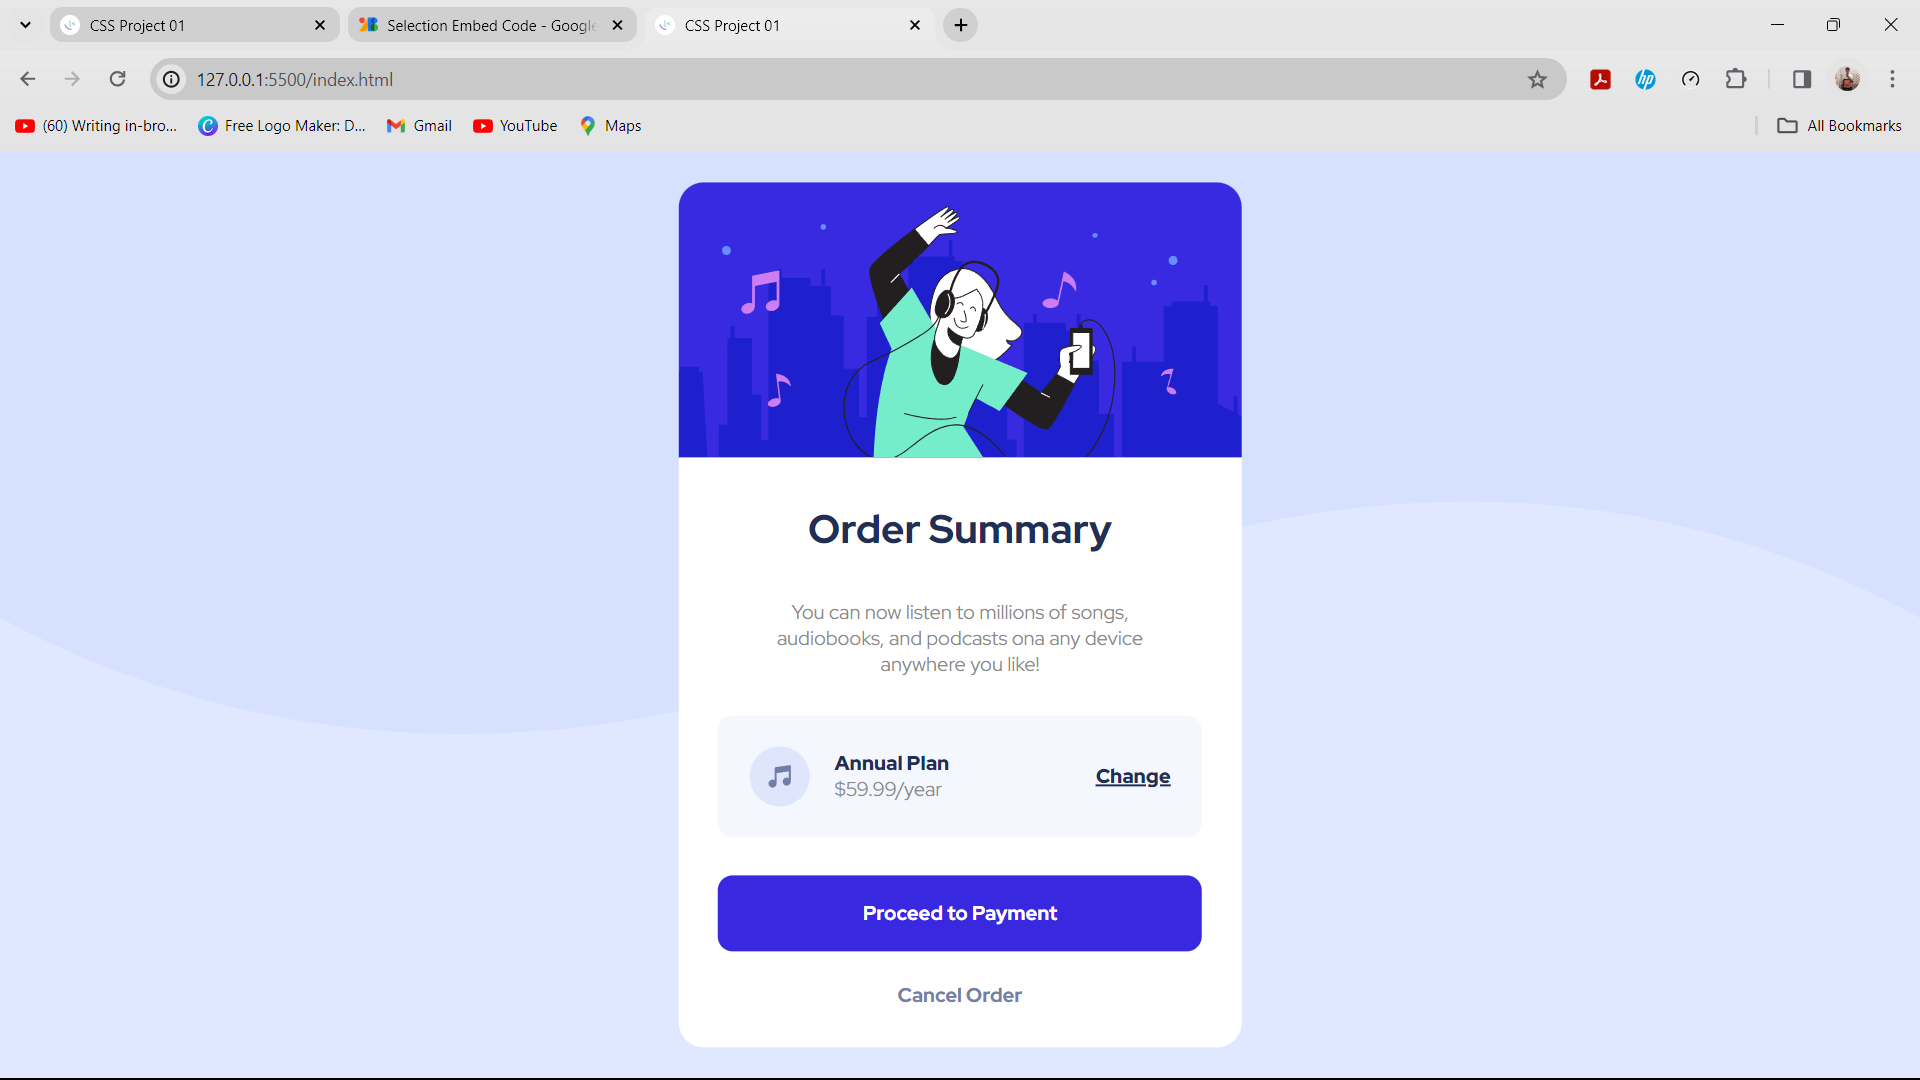 CSS Project 01
Selection Embed Code - Google
CSS Project 01
127.0.0.1:5500/index.html
(60) Writing in-bro...
Free Logo Maker: D...
Gmail
YouTube
Maps
All Bookmarks
Order Summary
You can now listen to millions of songs,
audiobooks, and podcasts ona any device
anywhere you like!
Annual Plan
$59.99/year
Change
Proceed to Payment
Cancel Order